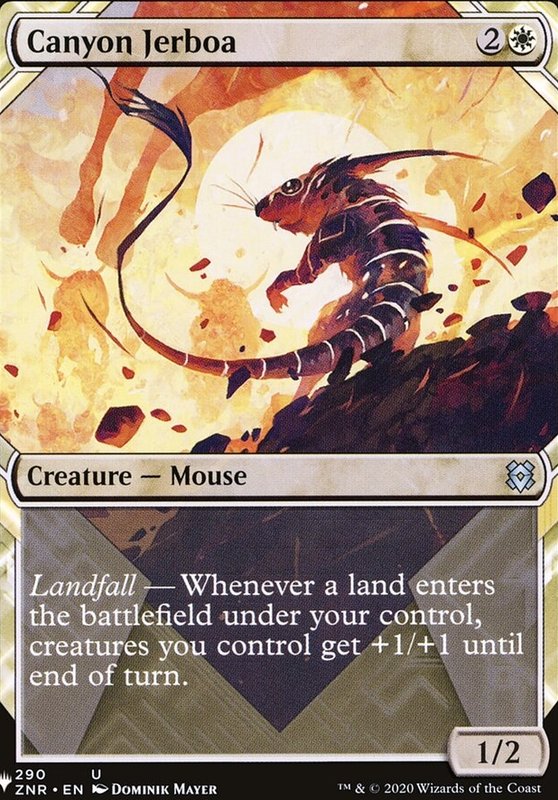 Canyon Jerboa 2
Creature — Mouse
Landfall — Whenever a land enters
the battlefield under your control,
creatures you control get +1/+1 until
end of turn.
1/2
290 U
ZNR • EN Dominik Mayer
™ & © 2020 Wizards of the Coast